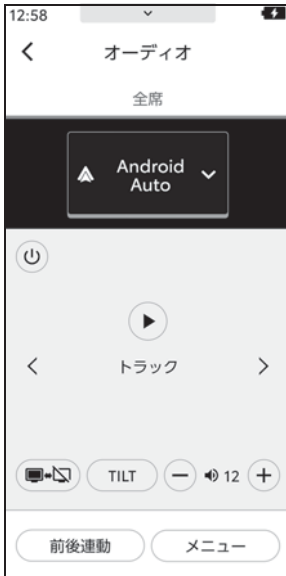 12:58
オーディオ
全席
Android
Auto
トラック
TILT
12
前後連動
メニュー